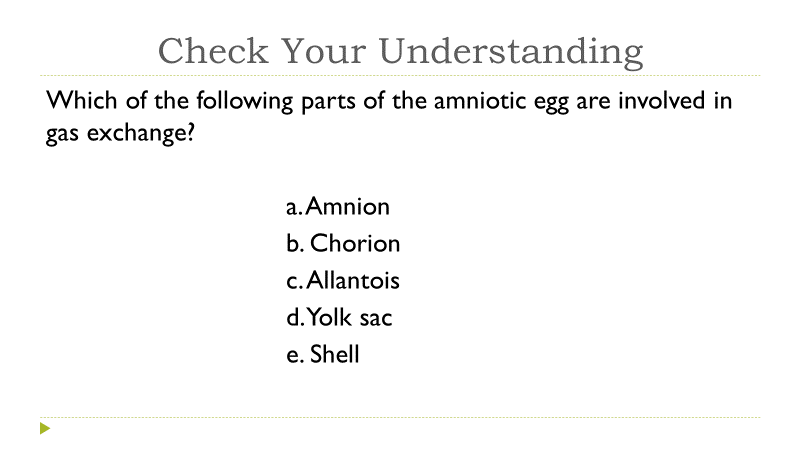 Check Your Understanding
Which of the following parts of the amniotic egg are involved in
gas exchange?
a. Amnion
b. Chorion
c. Allantois
d. Yolk sac
e. Shell